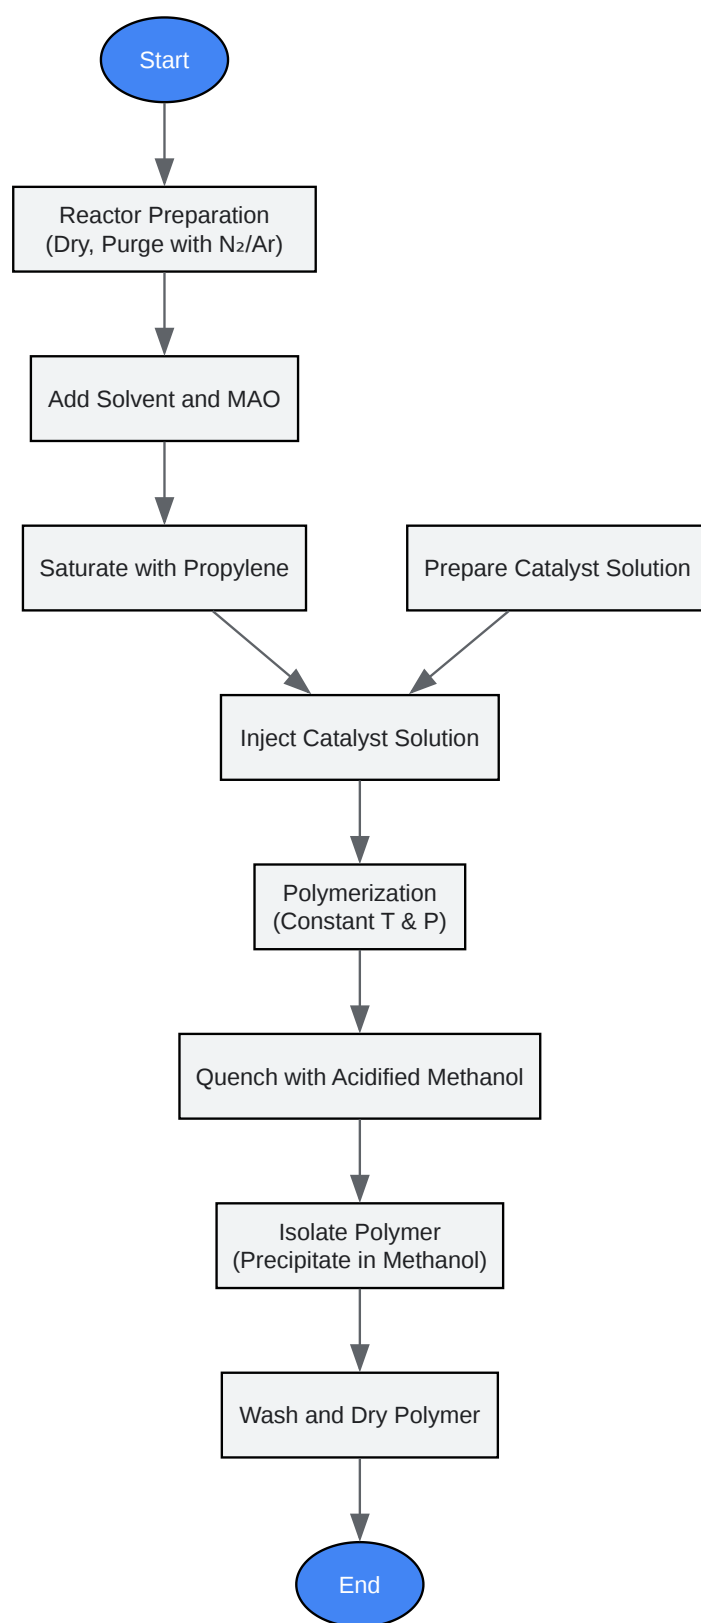 Start
Reactor Preparation
(Dry, Purge with N₂/Ar)
Add Solvent and MAO
Saturate with Propylene
Prepare Catalyst Solution
Inject Catalyst Solution
Polymerization
(Constant T & P)
Quench with Acidified Methanol
Isolate Polymer
(Precipitate in Methanol)
Wash and Dry Polymer
End